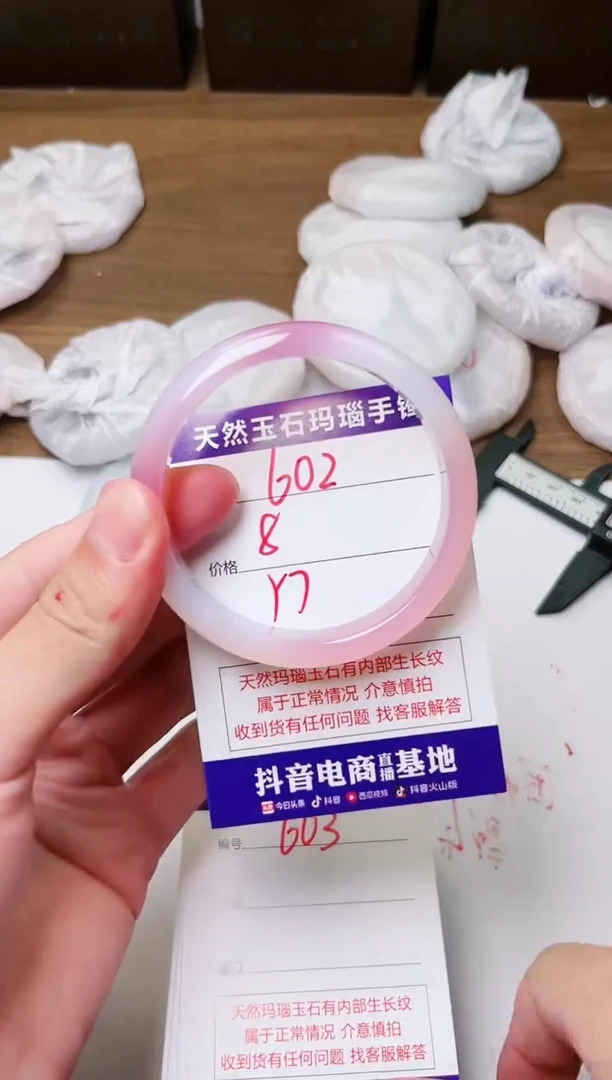 天然玉石玛瑙手镯
602
8
价格
17
天然玛瑙玉石有内部生长纹
属于正常情况 介意慎拍
收到货有任何问题 找客服解答
抖音电商直播基地
今日头条 抖音 西瓜视频 抖音火山版
编号 603
天然玛瑙玉石有内部生长纹
属于正常情况 介意慎拍
收到货有任何问题 找客服解答